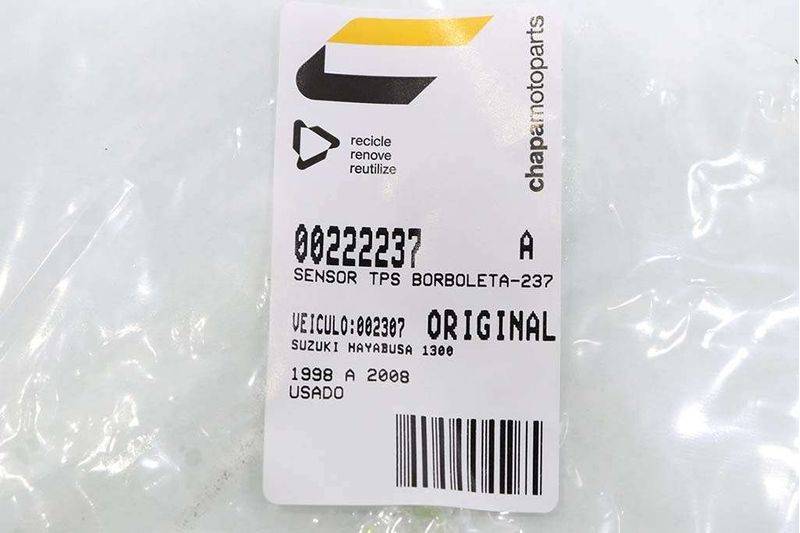 chapamotoparts
recicle
renove
reutilize
00222237 A
SENSOR TPS BORBOLETA-237
VEICULO:002307 ORIGINAL
SUZUKI HAYABUSA 1300
1998 A 2008
USADO